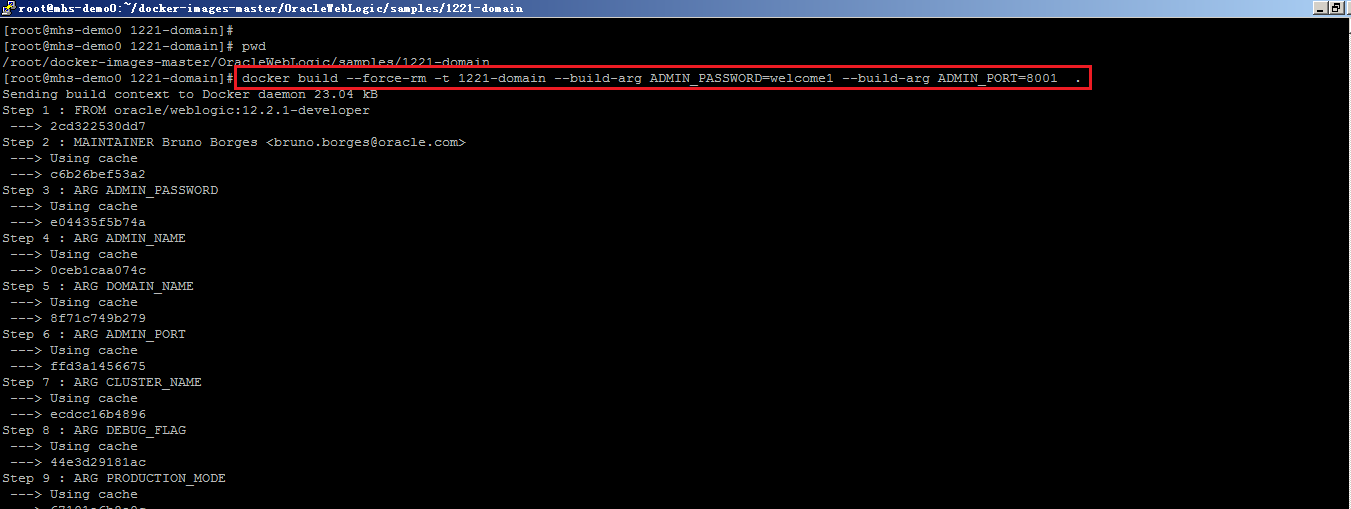 root@mhs-demo0:~/docker-images-master/OracleWebLogic/samples/1221-domain
[root@mhs-demo0 1221-domain]#
[root@mhs-demo0 1221-domain]# pwd
/root/docker-images-master/OracleWebLogic/samples/1221-domain
[root@mhs-demo0 1221-domain]# docker build --force-rm -t 1221-domain --build-arg ADMIN_PASSWORD=welcome1 --build-arg ADMIN_PORT=8001  .
Sending build context to Docker daemon 23.04 kB
Step 1 : FROM oracle/weblogic:12.2.1-developer
 ---> 2cd322530dd7
Step 2 : MAINTAINER Bruno Borges <bruno.borges@oracle.com>
 ---> Using cache
 ---> c6b26bef53a2
Step 3 : ARG ADMIN_PASSWORD
 ---> Using cache
 ---> e04435f5b74a
Step 4 : ARG ADMIN_NAME
 ---> Using cache
 ---> 0ceb1caa074c
Step 5 : ARG DOMAIN_NAME
 ---> Using cache
 ---> 8f71c749b279
Step 6 : ARG ADMIN_PORT
 ---> Using cache
 ---> ffd3a1456675
Step 7 : ARG CLUSTER_NAME
 ---> Using cache
 ---> ecdcc16b4896
Step 8 : ARG DEBUG_FLAG
 ---> Using cache
 ---> 44e3d29181ac
Step 9 : ARG PRODUCTION_MODE
 ---> Using cache
 --->